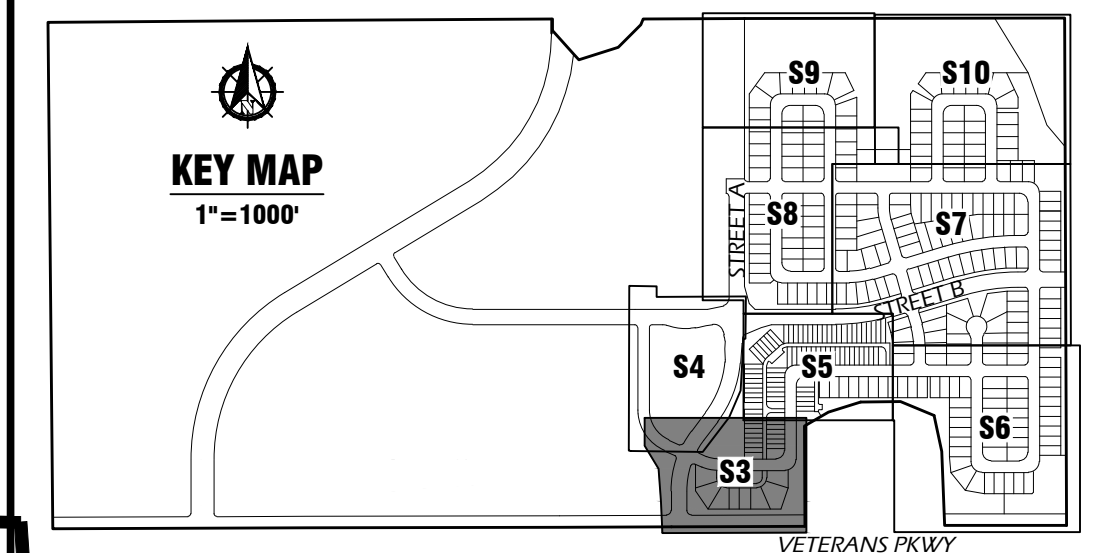 S9
S10
N
KEY MAP
1"=1000'
STREET A
S8
S7
STREET B
S4
S5
S6
S3
VETERANS PKWY